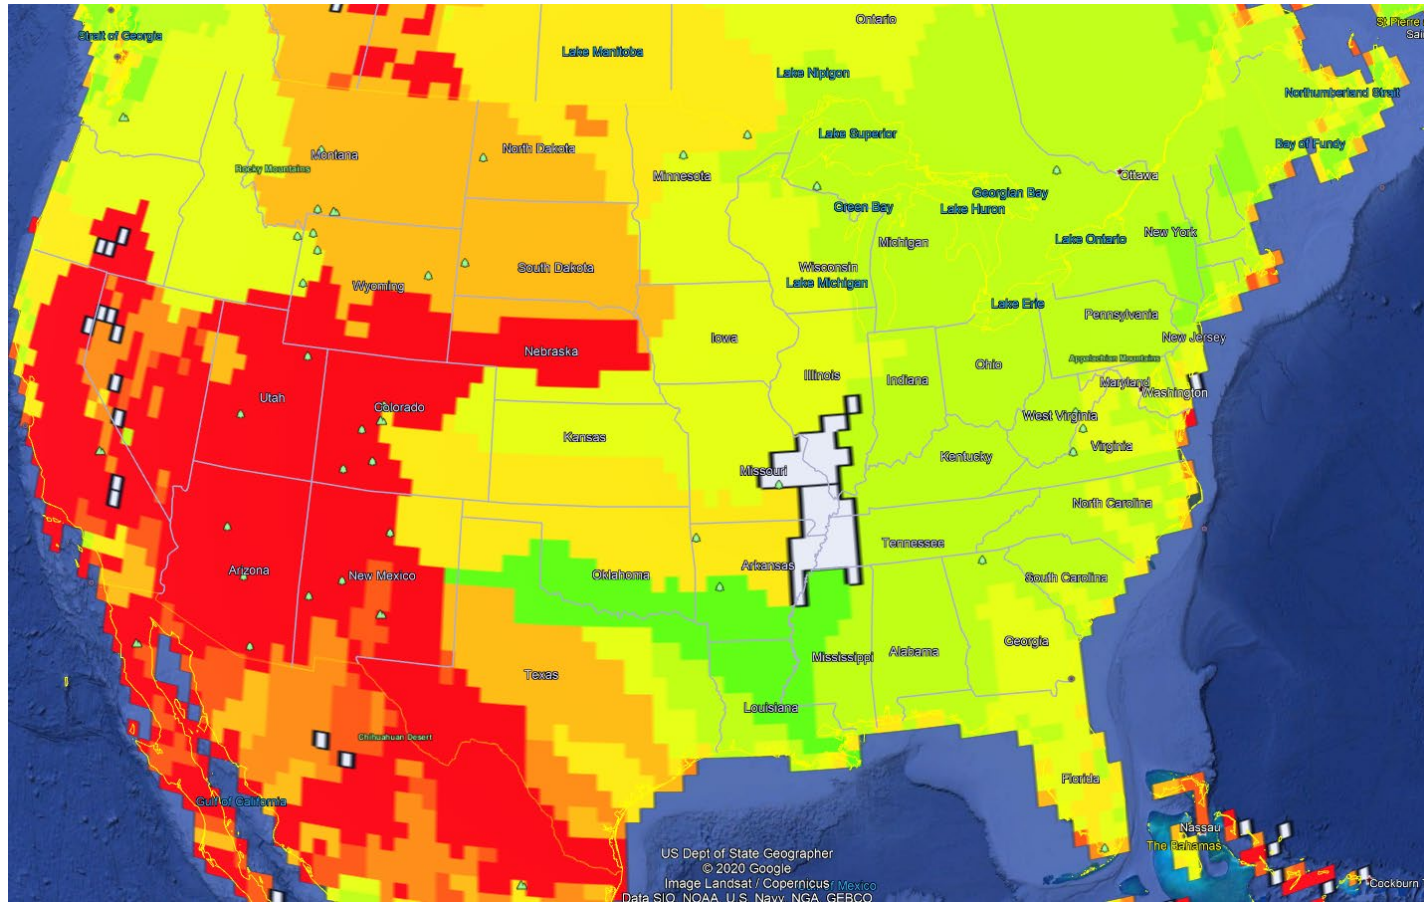 Ontario
St Pierre
Strait of Georgia
Lake Manitoba
Lake Nipigon
Northumberland Strait
Lake Superior
Bay of Fundy
Montana
North Dakota
Rocky Mountains
Minnesota
Ottawa
Georgian Bay
Green Bay
Lake Huron
Michigan
Lake Ontario
New York
Wisconsin
South Dakota
Lake Michigan
Wyoming
Lake Erie
Pennsylvania
Iowa
New Jersey
Nebraska
Appalachian Mountains
Ohio
Illinois
Indiana
Maryland
Washington
Utah
Colorado
West Virginia
Kansas
Virginia
Kentucky
Missouri
North Carolina
Tennessee
Arkansas
Arizona
New Mexico
Oklahoma
South Carolina
Georgia
Mississippi
Alabama
Texas
Louisiana
Chihuahuan Desert
Florida
Gulf of California
Nassau
The Bahamas
US Dept of State Geographer
© 2020 Google
Image Landsat / Copernicus
Mexico
Cockburn T
Data SIO, NOAA, U.S. Navy, NGA, GEBCO